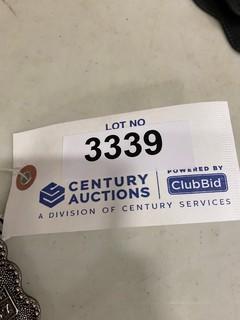 LOT NO
3339
CENTURY
AUCTIONS
POWERED BY
ClubBid
A DIVISION OF CENTURY SERVICES